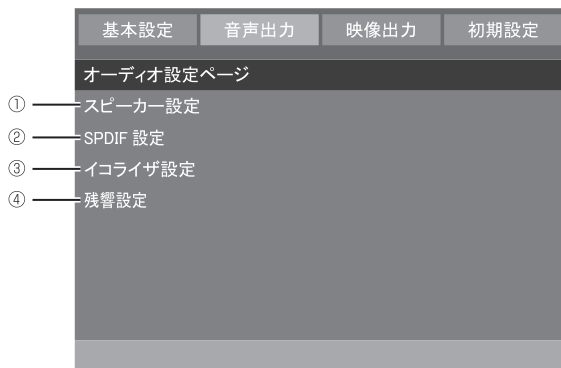 基本設定 音声出力 映像出力 初期設定
オーディオ設定ページ
① スピーカー設定
② SPDIF 設定
③ イコライザ設定
④ 残響設定